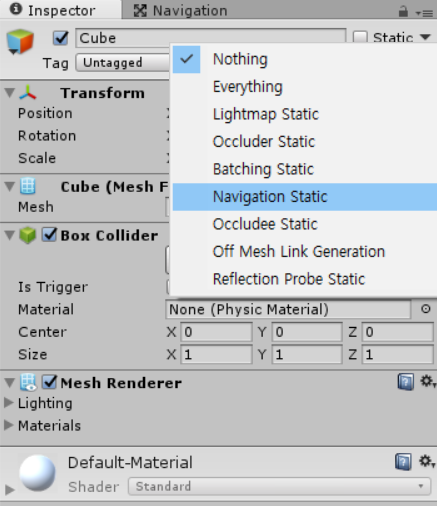 Inspector Navigation
Cube Static
Tag Untagged
Nothing
Everything
Lightmap Static
Occluder Static
Batching Static
Navigation Static
Occludee Static
Off Mesh Link Generation
Reflection Probe Static
Transform
Position
Rotation
Scale
Cube (Mesh F
Mesh
Box Collider
Is Trigger
Material None (Physic Material)
Center X 0 Y 0 Z 0
Size X 1 Y 1 Z 1
Mesh Renderer
Lighting
Materials
Default-Material
Shader Standard